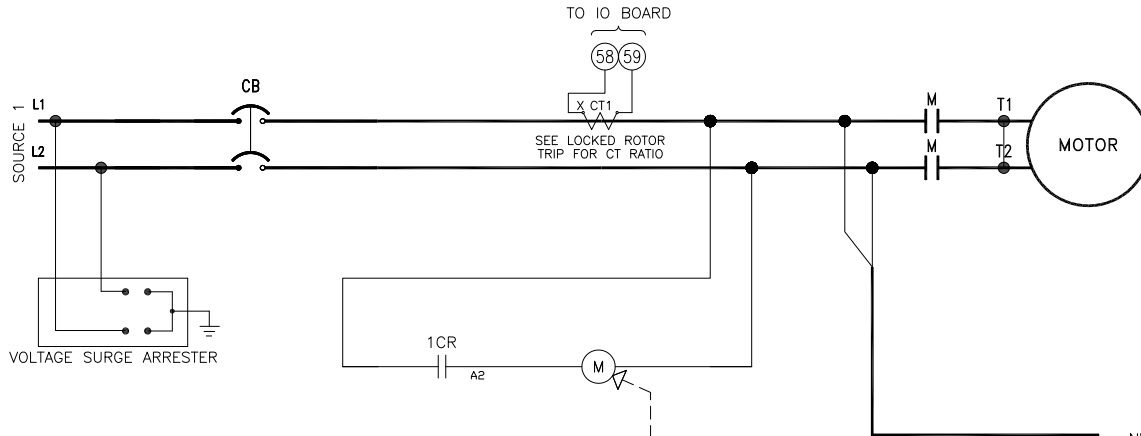 TO IO BOARD
58 59
CB
X CT1
SOURCE 1
L1
L2
SEE LOCKED ROTOR
TRIP FOR CT RATIO
M
M
T1
T2
MOTOR
VOLTAGE SURGE ARRESTER
1CR
A2
M